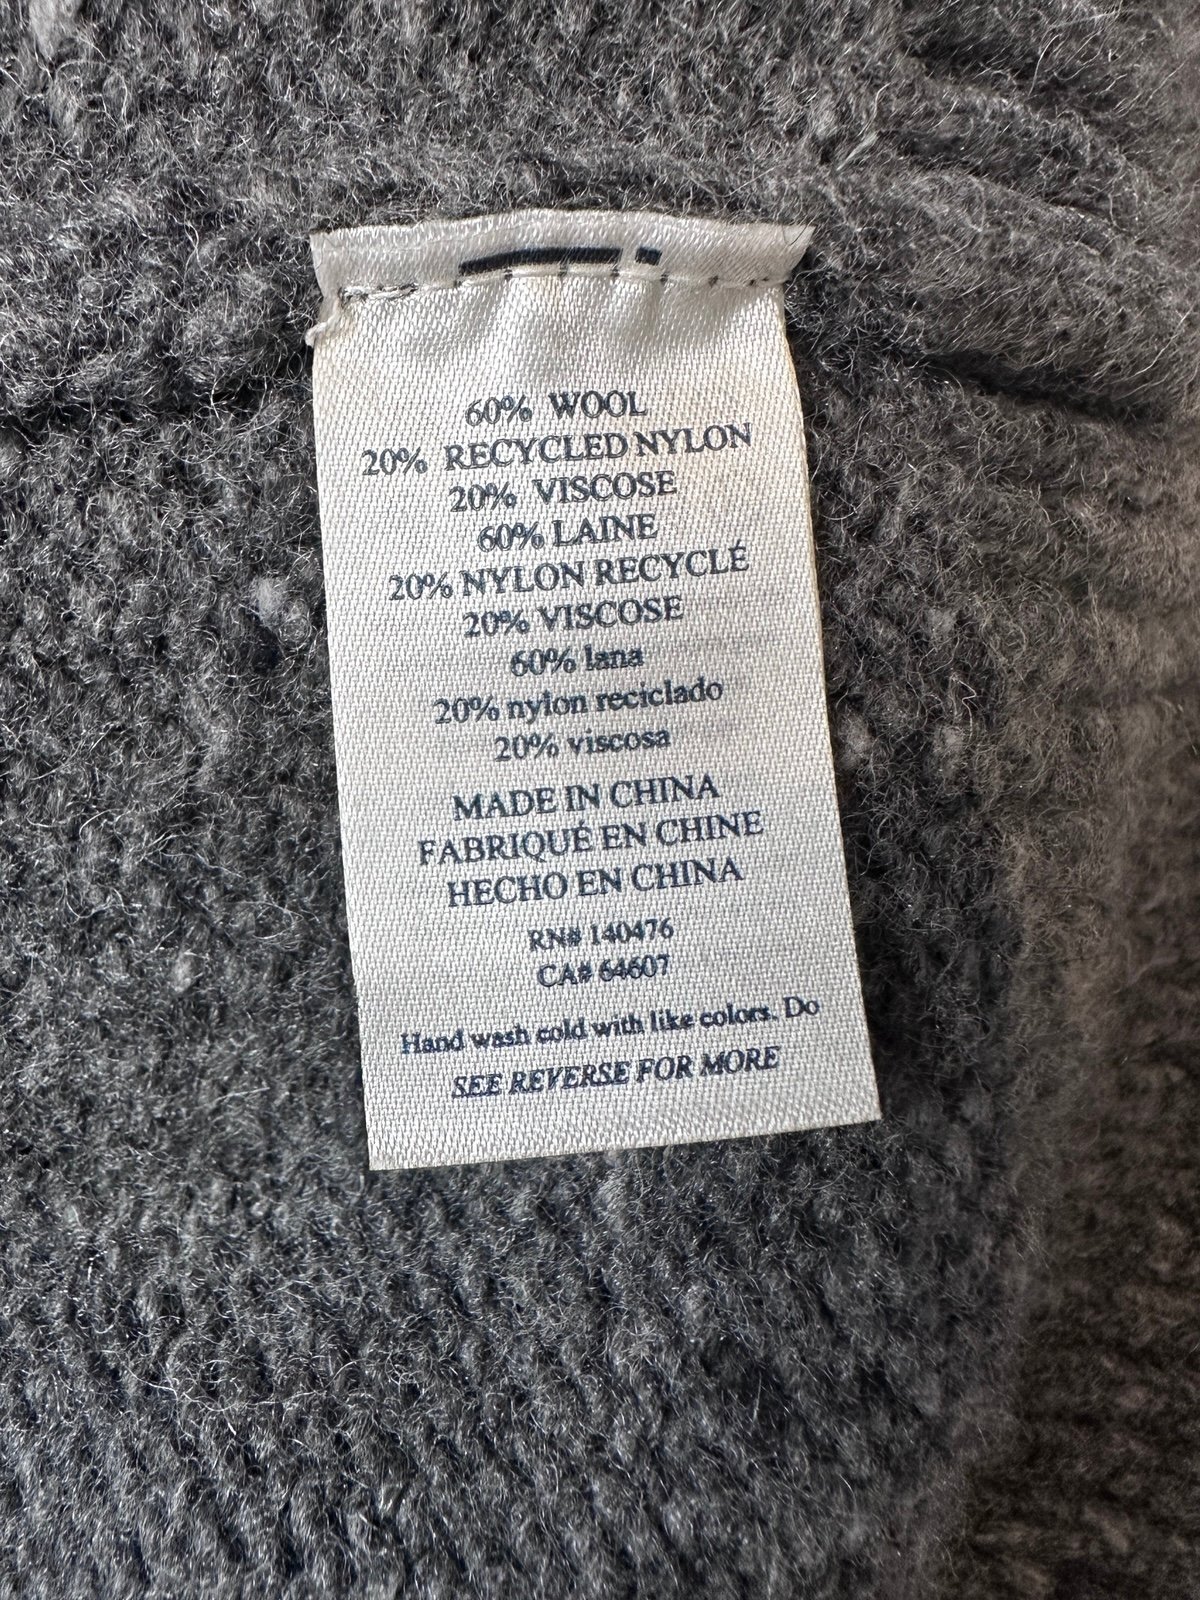 60% WOOL
20% RECYCLED NYLON
20% VISCOSE
60% LAINE
20% NYLON RECYCLÉ
20% VISCOSE
60% lana
20% nylon reciclado
20% viscosa
MADE IN CHINA
FABRIQUÉ EN CHINE
HECHO EN CHINA
RN# 140476
CA# 64607
Hand wash cold with like colors. Do
SEE REVERSE FOR MORE